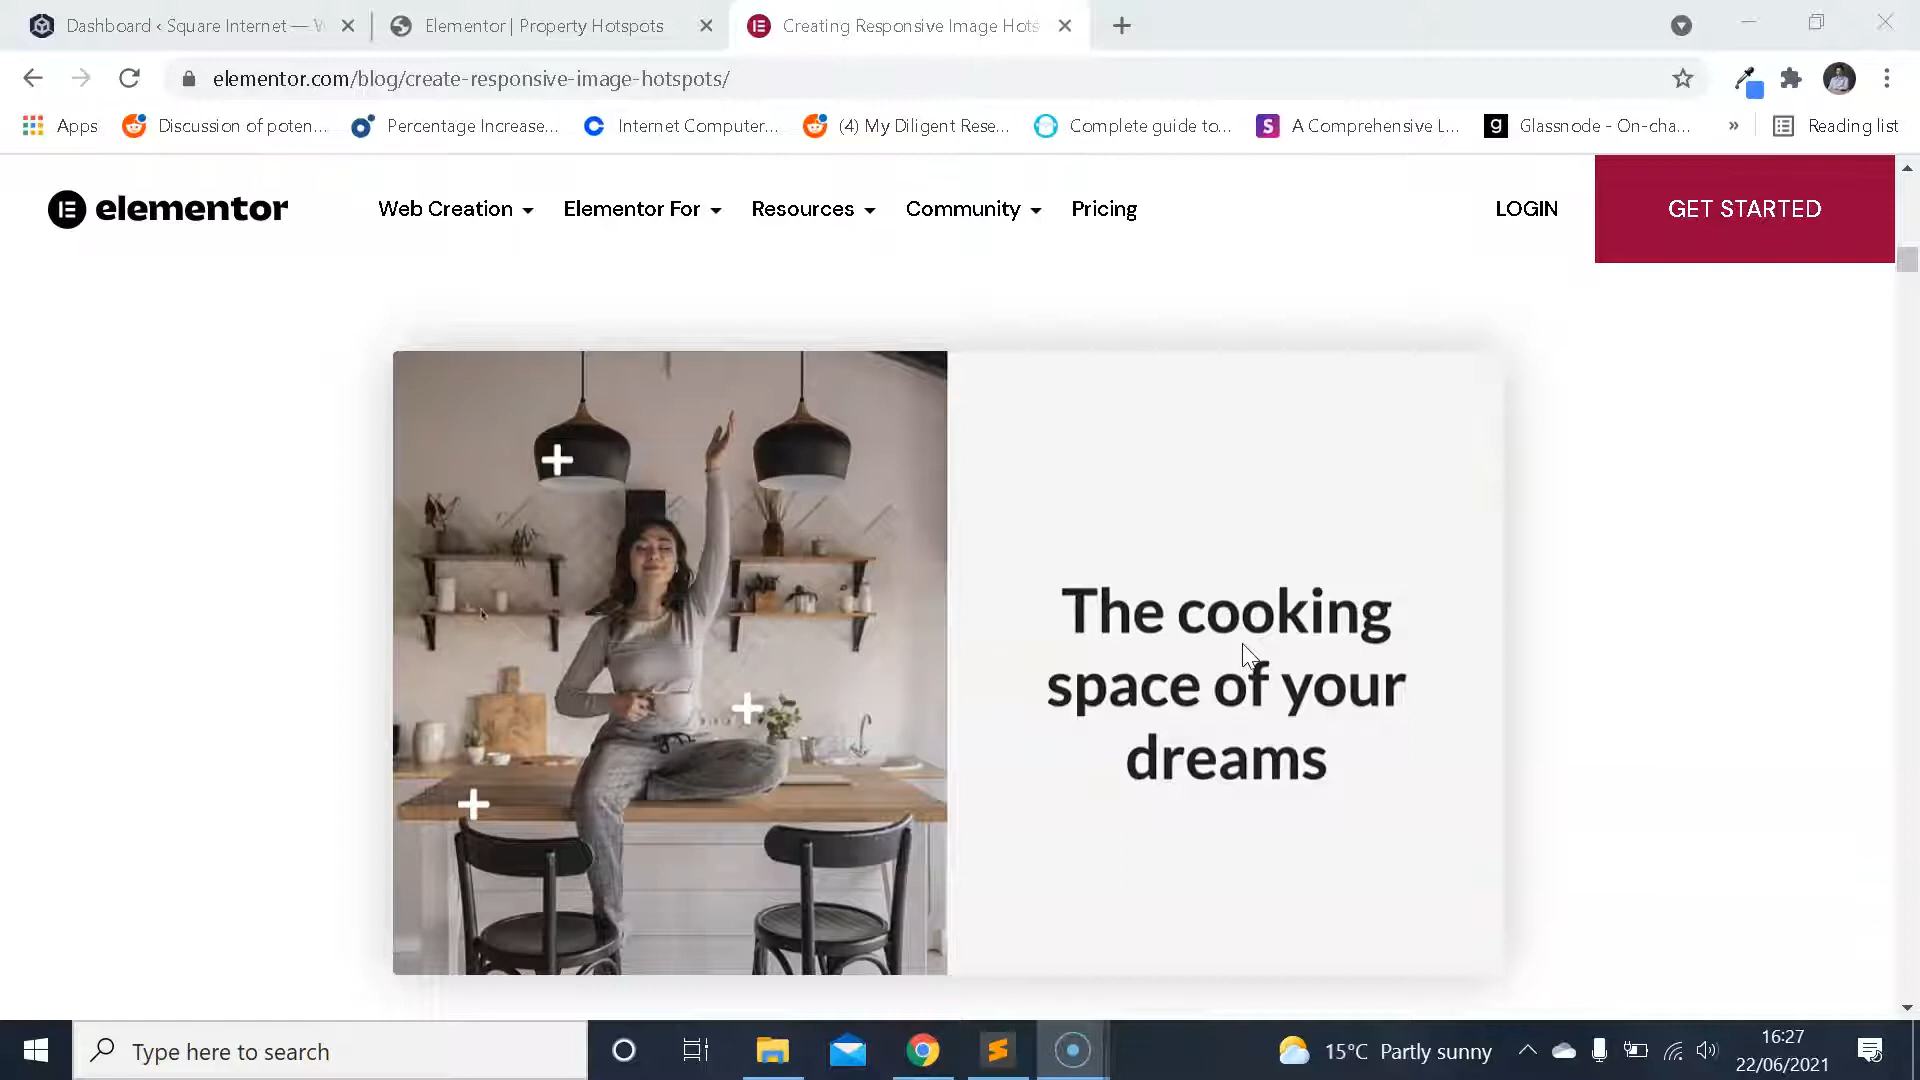 Dashboard ‹ Square Internet — W
Elementor | Property Hotspots
Creating Responsive Image Hots
elementor.com/blog/create-responsive-image-hotspots/
Apps
Discussion of poten...
Percentage Increase...
Internet Computer...
(4) My Diligent Rese...
Complete guide to...
A Comprehensive L...
Glassnode - On-cha...
»
Reading list
elementor
Web Creation
Elementor For
Resources
Community
Pricing
LOGIN
GET STARTED
The cooking
space of your
dreams
Type here to search
15°C Partly sunny
16:27
22/06/2021